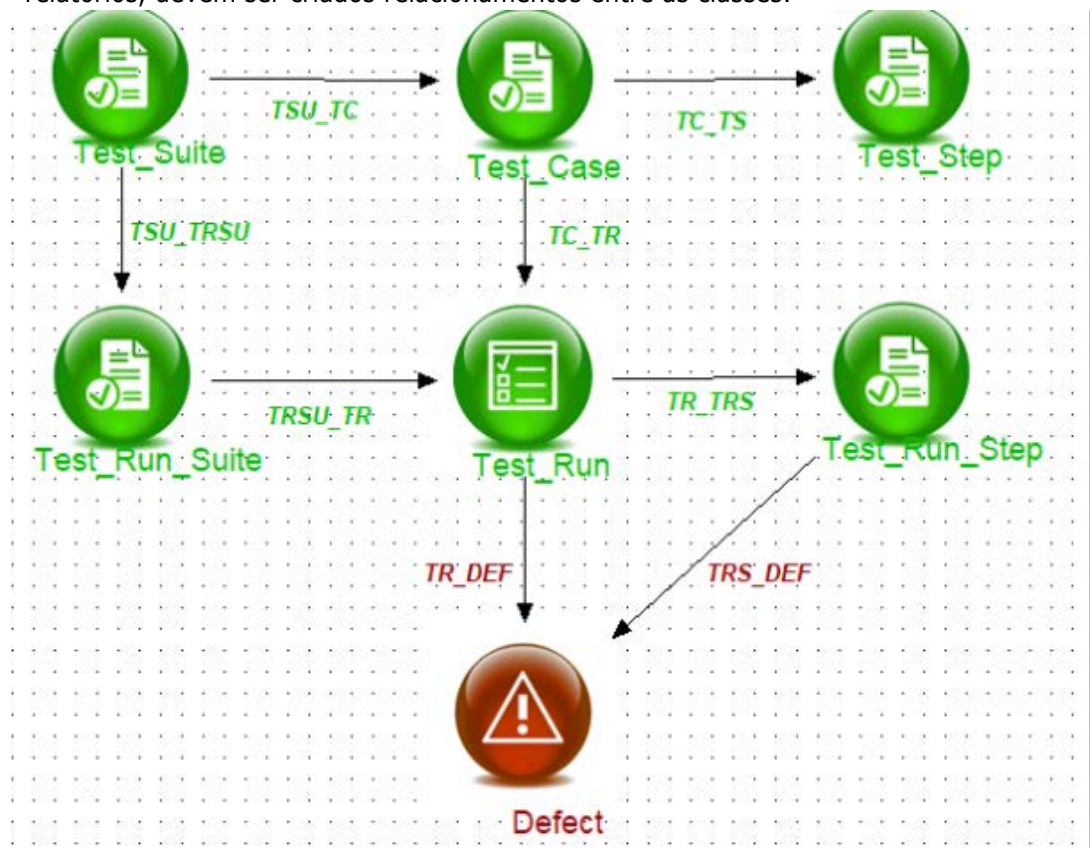 relatórios, devem ser criados relacionamentos entre as classes.
TSU_TC
TC_TS
Test_Suite
Test_Case
Test_Step
TSU_TRSU
TC_TR
TRSU_TR
TR_TRS
Test_Run_Suite
Test_Run
Test_Run_Step
TR_DEF
TRS_DEF
Defect